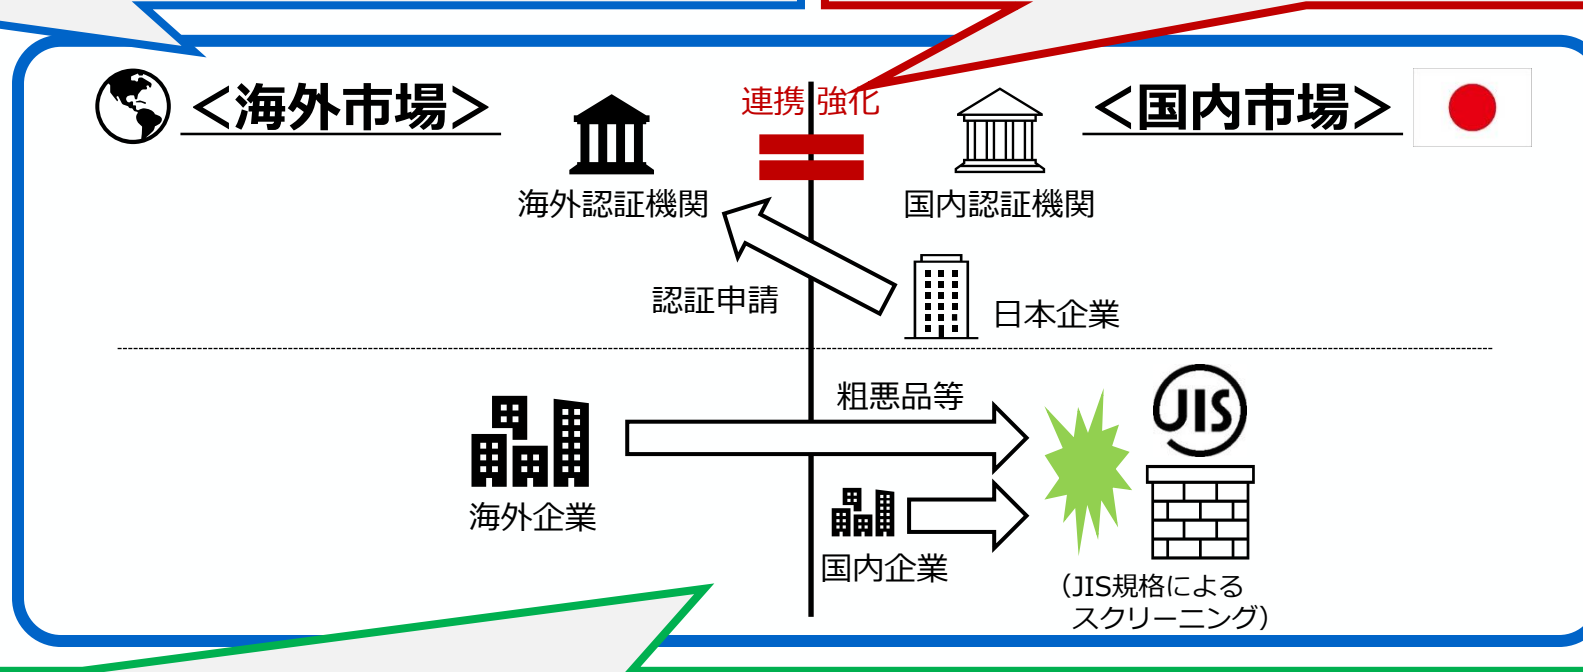 <海外市場>
連携強化
<国内市場>
海外認証機関
国内認証機関
認証申請
日本企業
粗悪品等
JIS
海外企業
国内企業
(JIS規格による
スクリーニング)